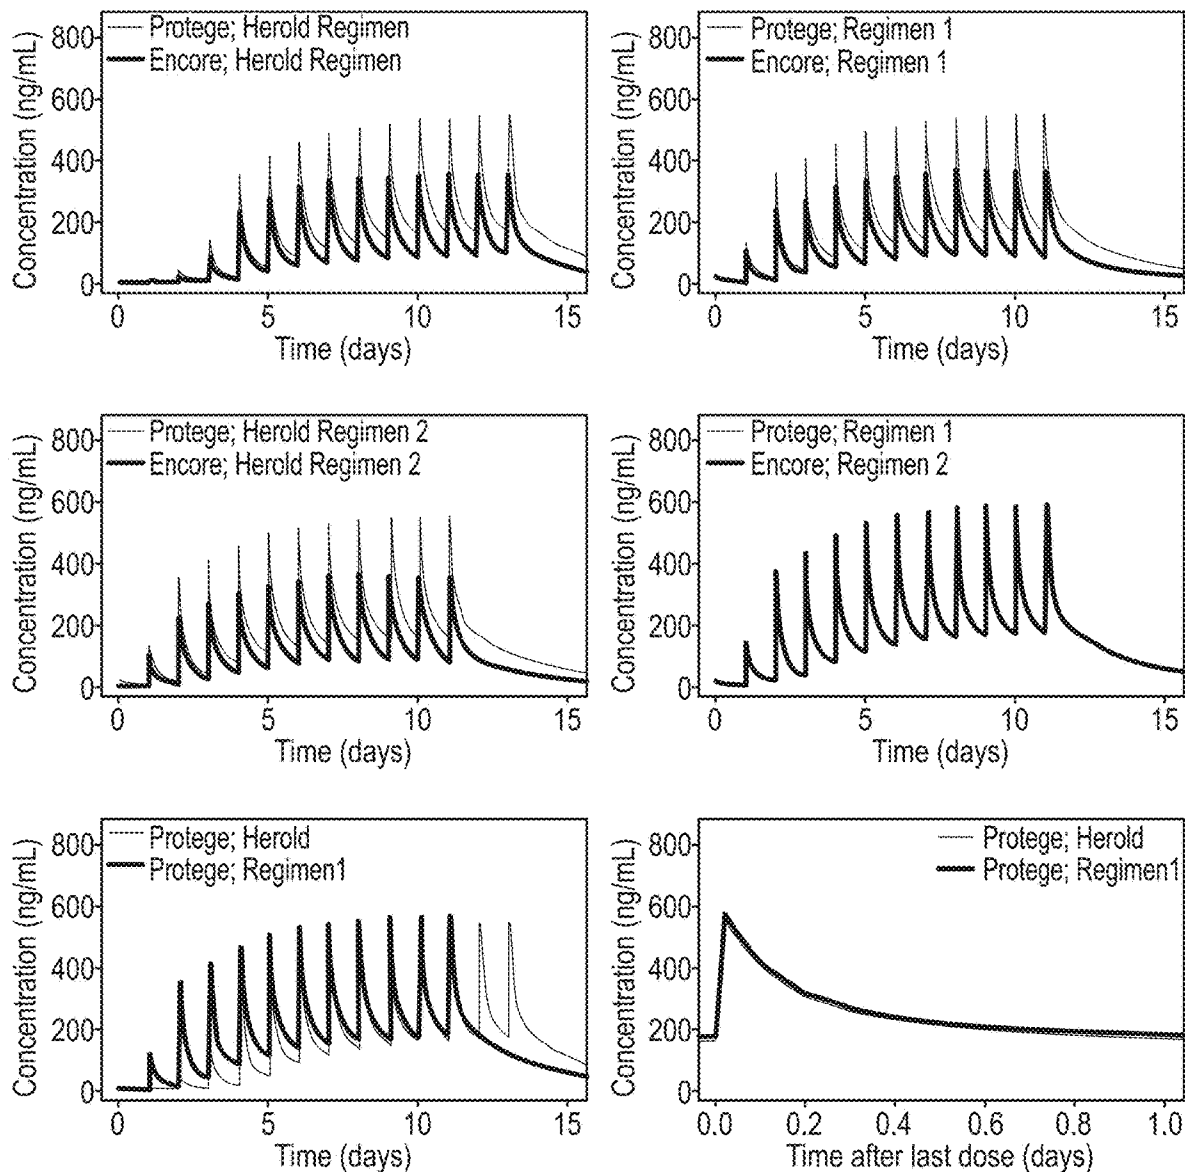 Protege; Herold Regimen
Encore; Herold Regimen
Concentration (ng/mL)
800
600
400
200
0
0 5 10 15
Time (days)
Protege; Regimen 1
Encore; Regimen 1
Concentration (ng/mL)
800
600
400
200
0
0 5 10 15
Time (days)
Protege; Herold Regimen 2
Encore; Herold Regimen 2
Concentration (ng/mL)
800
600
400
200
0
0 5 10 15
Time (days)
Protege; Regimen 1
Encore; Regimen 2
Concentration (ng/mL)
800
600
400
200
0
0 5 10 15
Time (days)
Protege; Herold
Protege; Regimen1
Concentration (ng/mL)
800
600
400
200
0
0 5 10 15
Time (days)
Protege; Herold
Protege; Regimen1
Concentration (ng/mL)
800
600
400
200
0
0.0 0.2 0.4 0.6 0.8 1.0
Time after last dose (days)